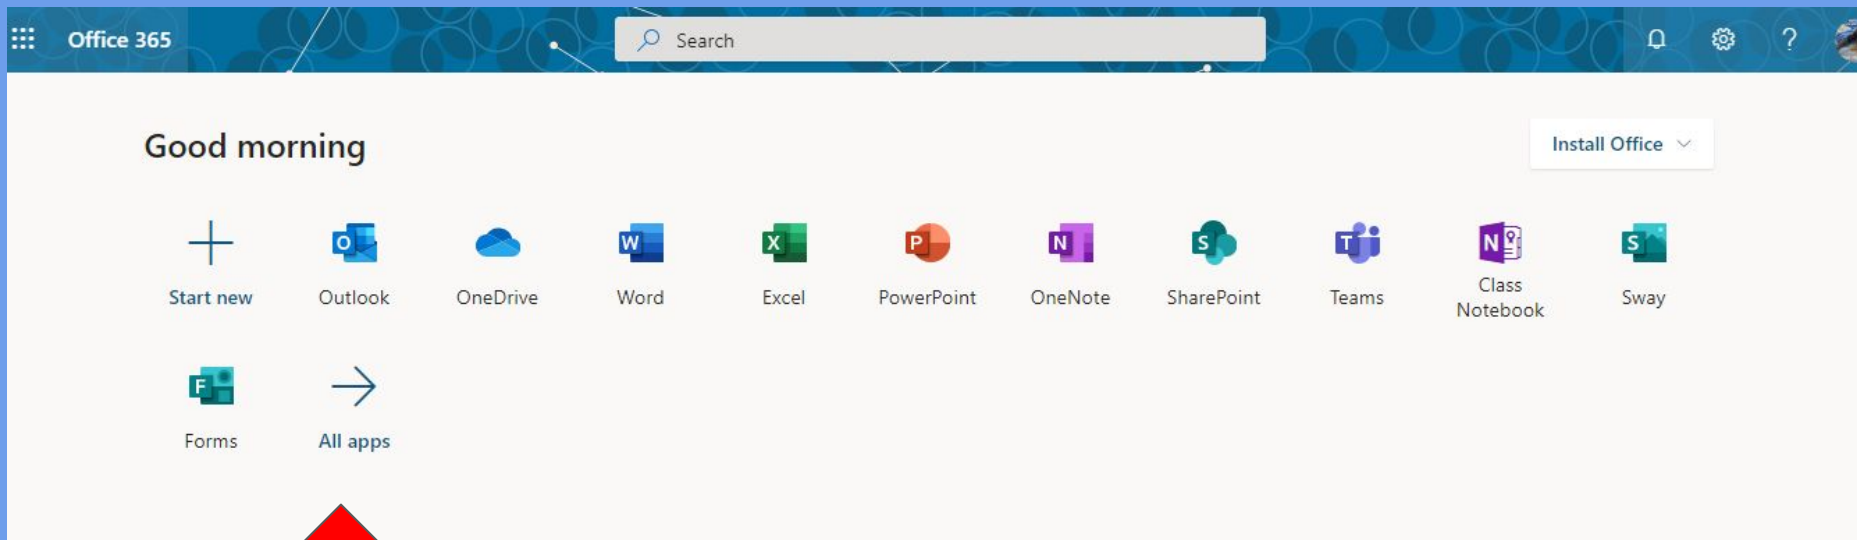 Office 365
Search
?
Good morning
Install Office
Start new
O
Outlook
OneDrive
W
Word
X
Excel
P
PowerPoint
N
OneNote
S
SharePoint
T
Teams
N
Class
Notebook
S
Sway
F
Forms
All apps